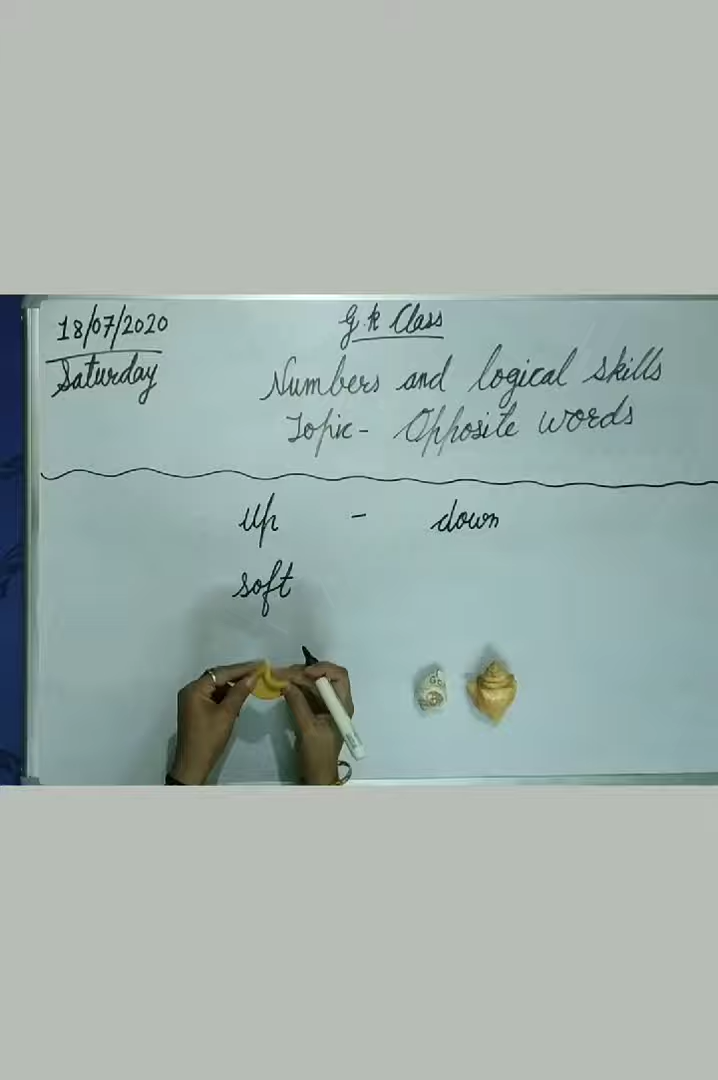 18/07/2020
Saturday
G.K Class
Numbers and logical skills
Topic - Opposite words
up - down
soft